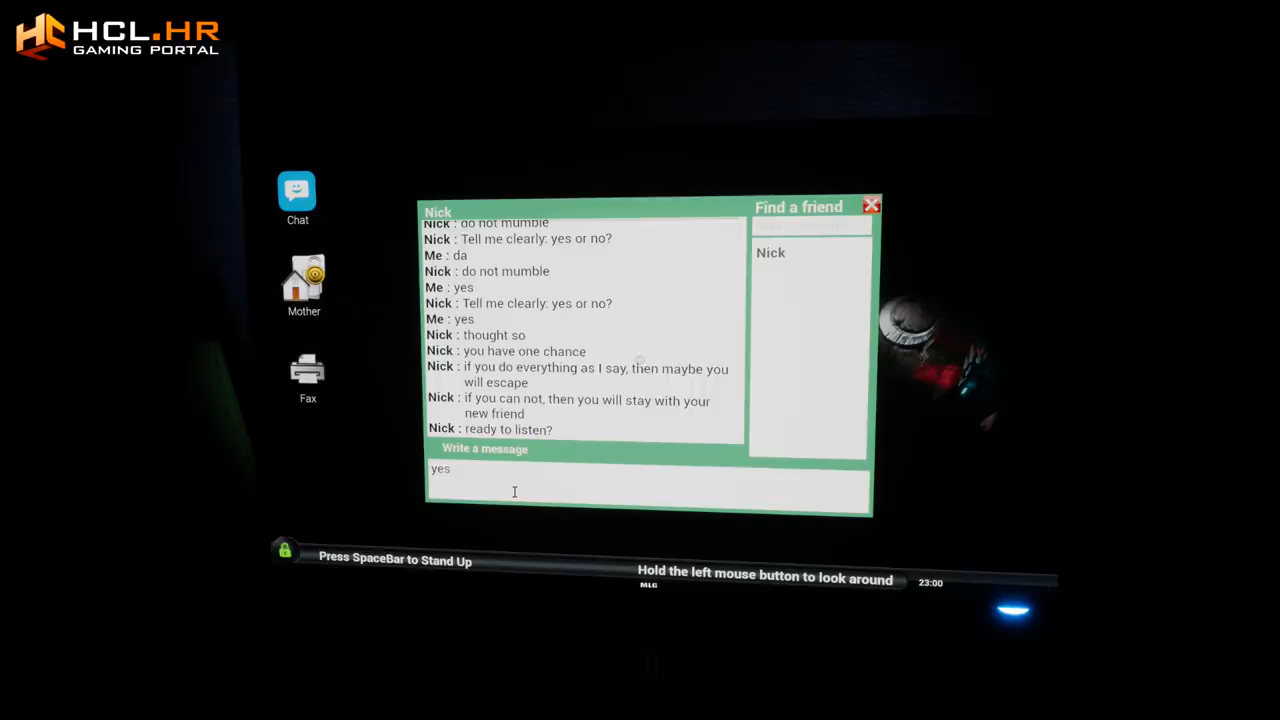 HCL.HR
GAMING PORTAL
Chat
Mother
Fax
Nick
Find a friend
Nick : do not mumble
Nick : Tell me clearly: yes or no?
Me : da
Nick : do not mumble
Me : yes
Nick : Tell me clearly: yes or no?
Me : yes
Nick : thought so
Nick : you have one chance
Nick : if you do everything as I say, then maybe you
will escape
Nick : if you can not, then you will stay with your
new friend
Nick : ready to listen?
Nick
Write a message
yes
Press SpaceBar to Stand Up
Hold the left mouse button to look around
MLG
23:00